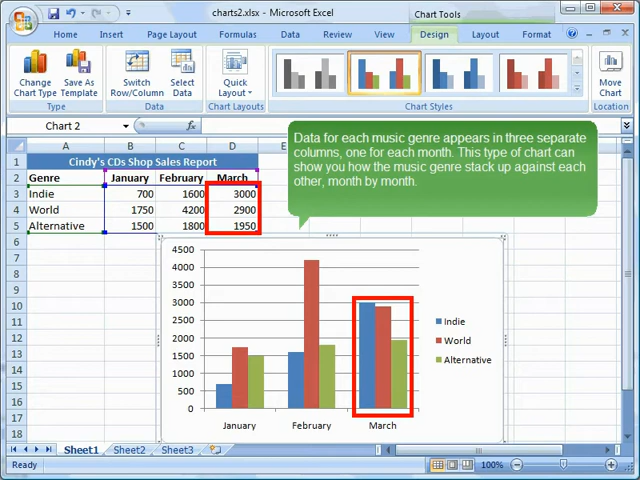 charts2.xlsx - Microsoft Excel
Chart Tools
Home Insert Page Layout Formulas Data Review View Design Layout Format
Change Chart Type
Save As Template
Switch Row/Column
Select Data
Quick Layout
Move Chart
Type Data Chart Layouts Chart Styles Location
Chart 2 fx
A B C D E
1 Cindy's CDs Shop Sales Report
2 Genre January February March
3 Indie 700 1600 3000
4 World 1750 4200 2900
5 Alternative 1500 1800 1950
6
7
8
9
10
11
12
13
14
15
16
17
18
Data for each music genre appears in three separate
columns, one for each month. This type of chart can
show you how the music genre stack up against each
other, month by month.
4500
4000
3500
3000
2500
2000
1500
1000
500
0
January February March
Indie
World
Alternative
Sheet1 Sheet2 Sheet3
Ready 100%